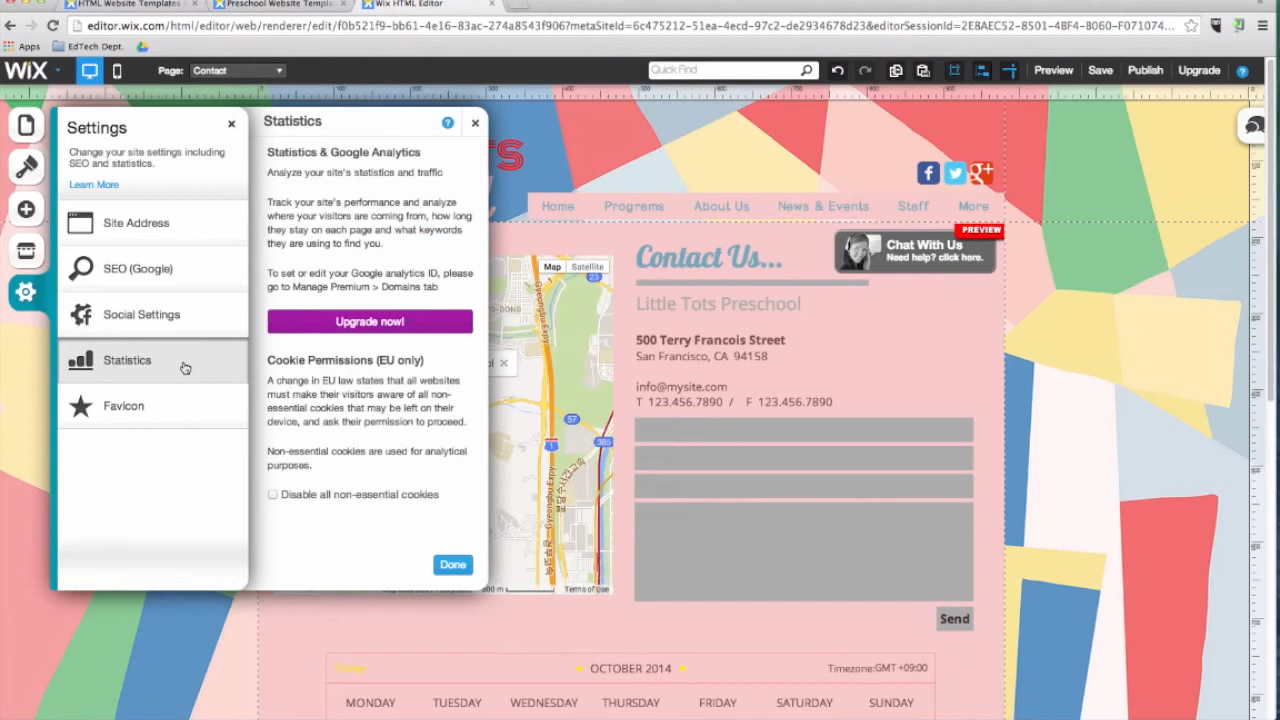 HTML Website Templates
Preschool Website Templa
Wix HTML Editor
editor.wix.com/html/editor/web/renderer/edit/f0b521f9-bb61-4e16-83ac-274a8543f906?metaSiteId=6c475212-51ea-4ecd-97c2-de2934678d23&editorSessionId=2E8AEC52-8501-4BF4-B060-F071074...
Apps
EdTech Dept.
WiX
Page:
Contact
Quick Find
Preview
Save
Publish
Upgrade
?
Settings
Change your site settings including
SEO and statistics.
Learn More
Site Address
SEO (Google)
Social Settings
Statistics
Favicon
Statistics
?
Statistics & Google Analytics
Analyze your site's statistics and traffic
Track your site's performance and analyze
where your visitors are coming from, how long
they stay on each page and what keywords
they are using to find you.
To set or edit your Google analytics ID, please
go to Manage Premium > Domains tab
Upgrade now!
Cookie Permissions (EU only)
A change in EU law states that all websites
must make their visitors aware of all non-
essential cookies that may be left on their
device, and ask their permission to proceed.
Non-essential cookies are used for analytical
purposes.
Disable all non-essential cookies
Done
Home
Programs
About Us
News & Events
Staff
More
PREVIEW
Chat With Us
Need help? click here.
Contact Us...
Little Tots Preschool
500 Terry Francois Street
San Francisco, CA 94158
info@mysite.com
T 123.456.7890 / F 123.456.7890
Send
Map
Satellite
23
57
1
Gyeongbu Expy
Terms of use
Today
OCTOBER 2014
Timezone:GMT +09:00
MONDAY
TUESDAY
WEDNESDAY
THURSDAY
FRIDAY
SATURDAY
SUNDAY